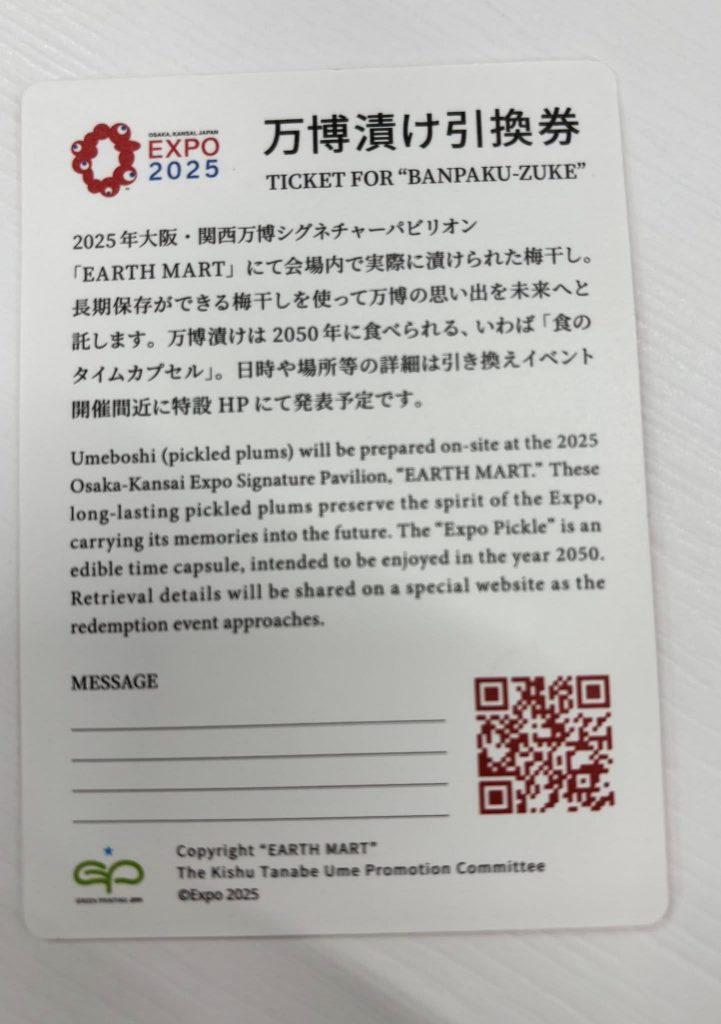 OSAKA, KANSAI, JAPAN
EXPO
2025
万博漬け引換券
TICKET FOR “BANPAKU-ZUKE”
2025年大阪・関西万博シグネチャーパビリオン
「EARTH MART」にて会場内で実際に漬けられた梅干し。
長期保存ができる梅干しを使って万博の思い出を未来へと
託します。万博漬けは2050年に食べられる、いわば「食の
タイムカプセル」。日時や場所等の詳細は引き換えイベント
開催間近に特設HPにて発表予定です。
Umeboshi (pickled plums) will be prepared on-site at the 2025
Osaka-Kansai Expo Signature Pavilion, “EARTH MART.” These
long-lasting pickled plums preserve the spirit of the Expo,
carrying its memories into the future. The “Expo Pickle” is an
edible time capsule, intended to be enjoyed in the year 2050.
Retrieval details will be shared on a special website as the
redemption event approaches.
MESSAGE
Copyright “EARTH MART”
The Kishu Tanabe Ume Promotion Committee
©Expo 2025
GREEN PRINTING JFPI